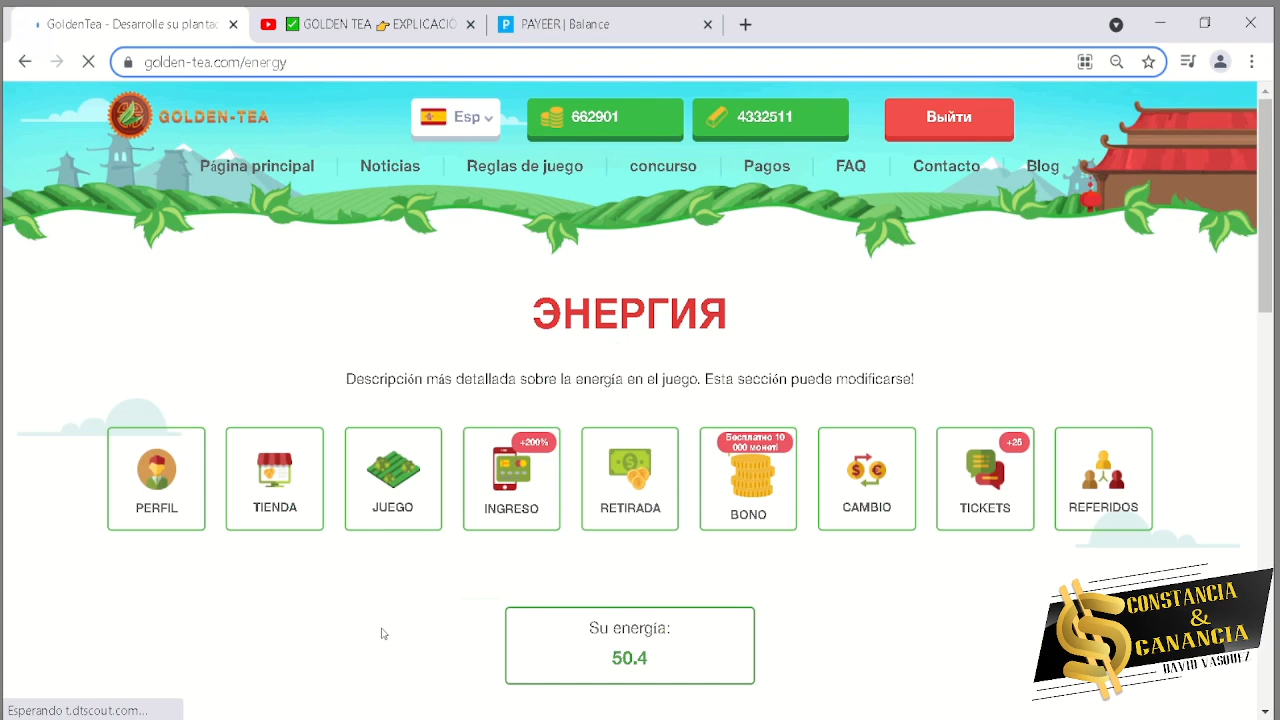 GoldenTea - Desarrolle su planta
GOLDEN TEA 👉 EXPLICACIÓ
PAYEER | Balance
golden-tea.com/energy
GOLDEN-TEA
Esp
662901
4332511
Выйти
Página principal
Noticias
Reglas de juego
concurso
Pagos
FAQ
Contacto
Blog
ЭНЕРГИЯ
Descripción más detallada sobre la energía en el juego. Esta sección puede modificarse!
PERFIL
TIENDA
JUEGO
+200%
INGRESO
RETIRADA
Бесплатно 10
000 монет!
BONO
CAMBIO
+25
TICKETS
REFERIDOS
Su energía:
50.4
CONSTANCIA
&
GANANCIA
DAVID VASQUEZ
Esperando t.dtscout.com...